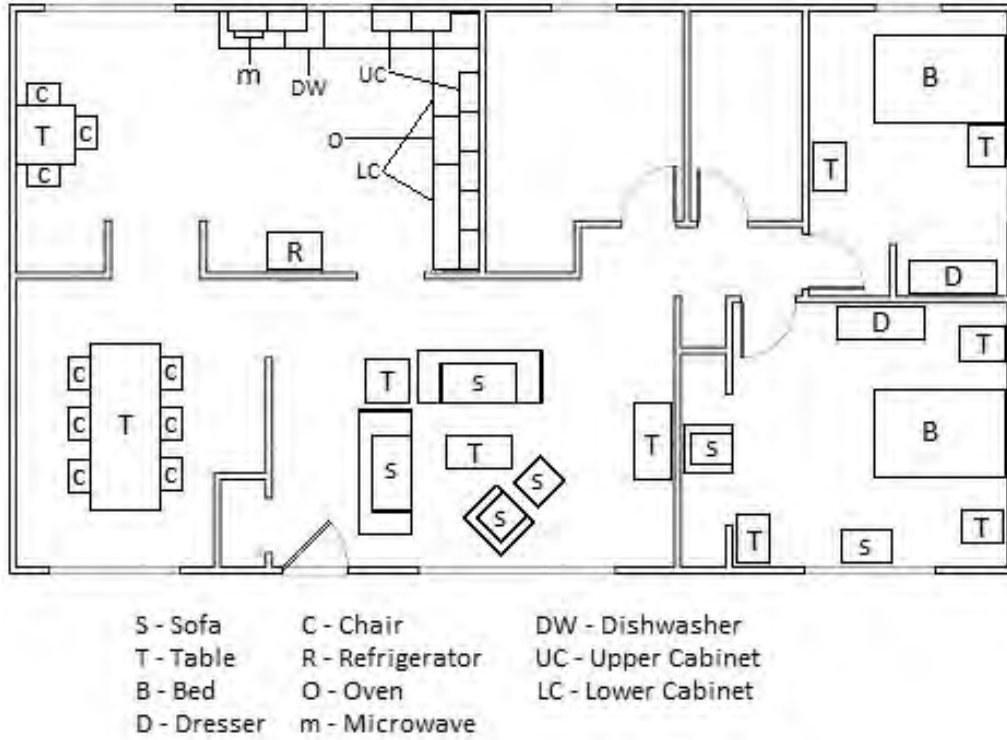 m DW UC B
C
T C O T T
LC
C
R D
D
T
C C T s
C T C B
T T s
C C s s
s
T
T s
S - Sofa C - Chair DW - Dishwasher
T - Table R - Refrigerator UC - Upper Cabinet
B - Bed O - Oven LC - Lower Cabinet
D - Dresser m - Microwave